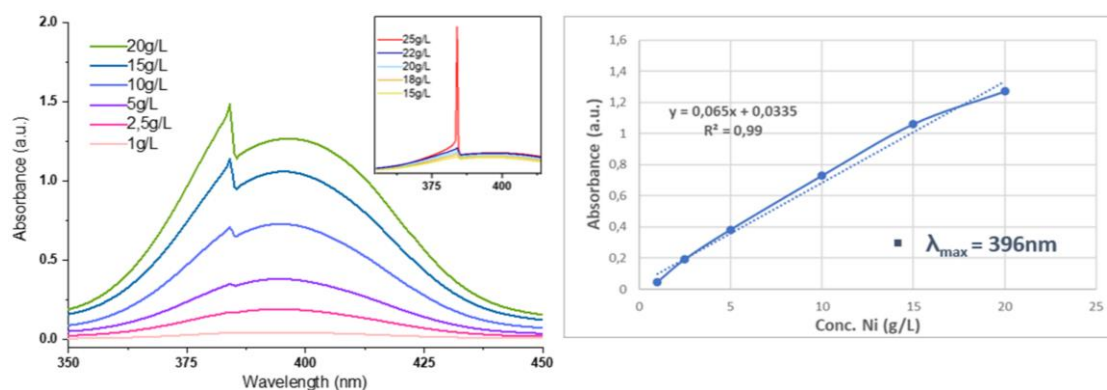 2.0
1.5
1.0
0.5
0.0
Absorbance (a.u.)
20g/L
15g/L
10g/L
5g/L
2,5g/L
1g/L
25g/L
22g/L
20g/L
18g/L
15g/L
375 400
350 375 400 425 450
Wavelength (nm)
1,6
1,4
1,2
1
0,8
0,6
0,4
0,2
0
Absorbance (a.u.)
y = 0,065x + 0,0335
R² = 0,99
λmax = 396nm
0 5 10 15 20 25
Conc. Ni (g/L)